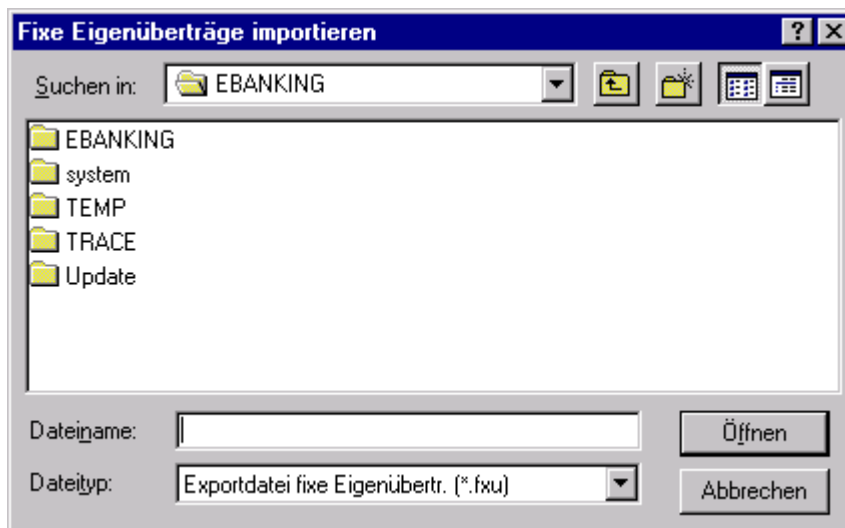 Fixe Eigenüberträge importieren
Suchen in: EBANKING
EBANKING
system
TEMP
TRACE
Update
Dateiname: Öffnen
Dateityp: Exportdatei fixe Eigenübertr. (*.fxu) Abbrechen